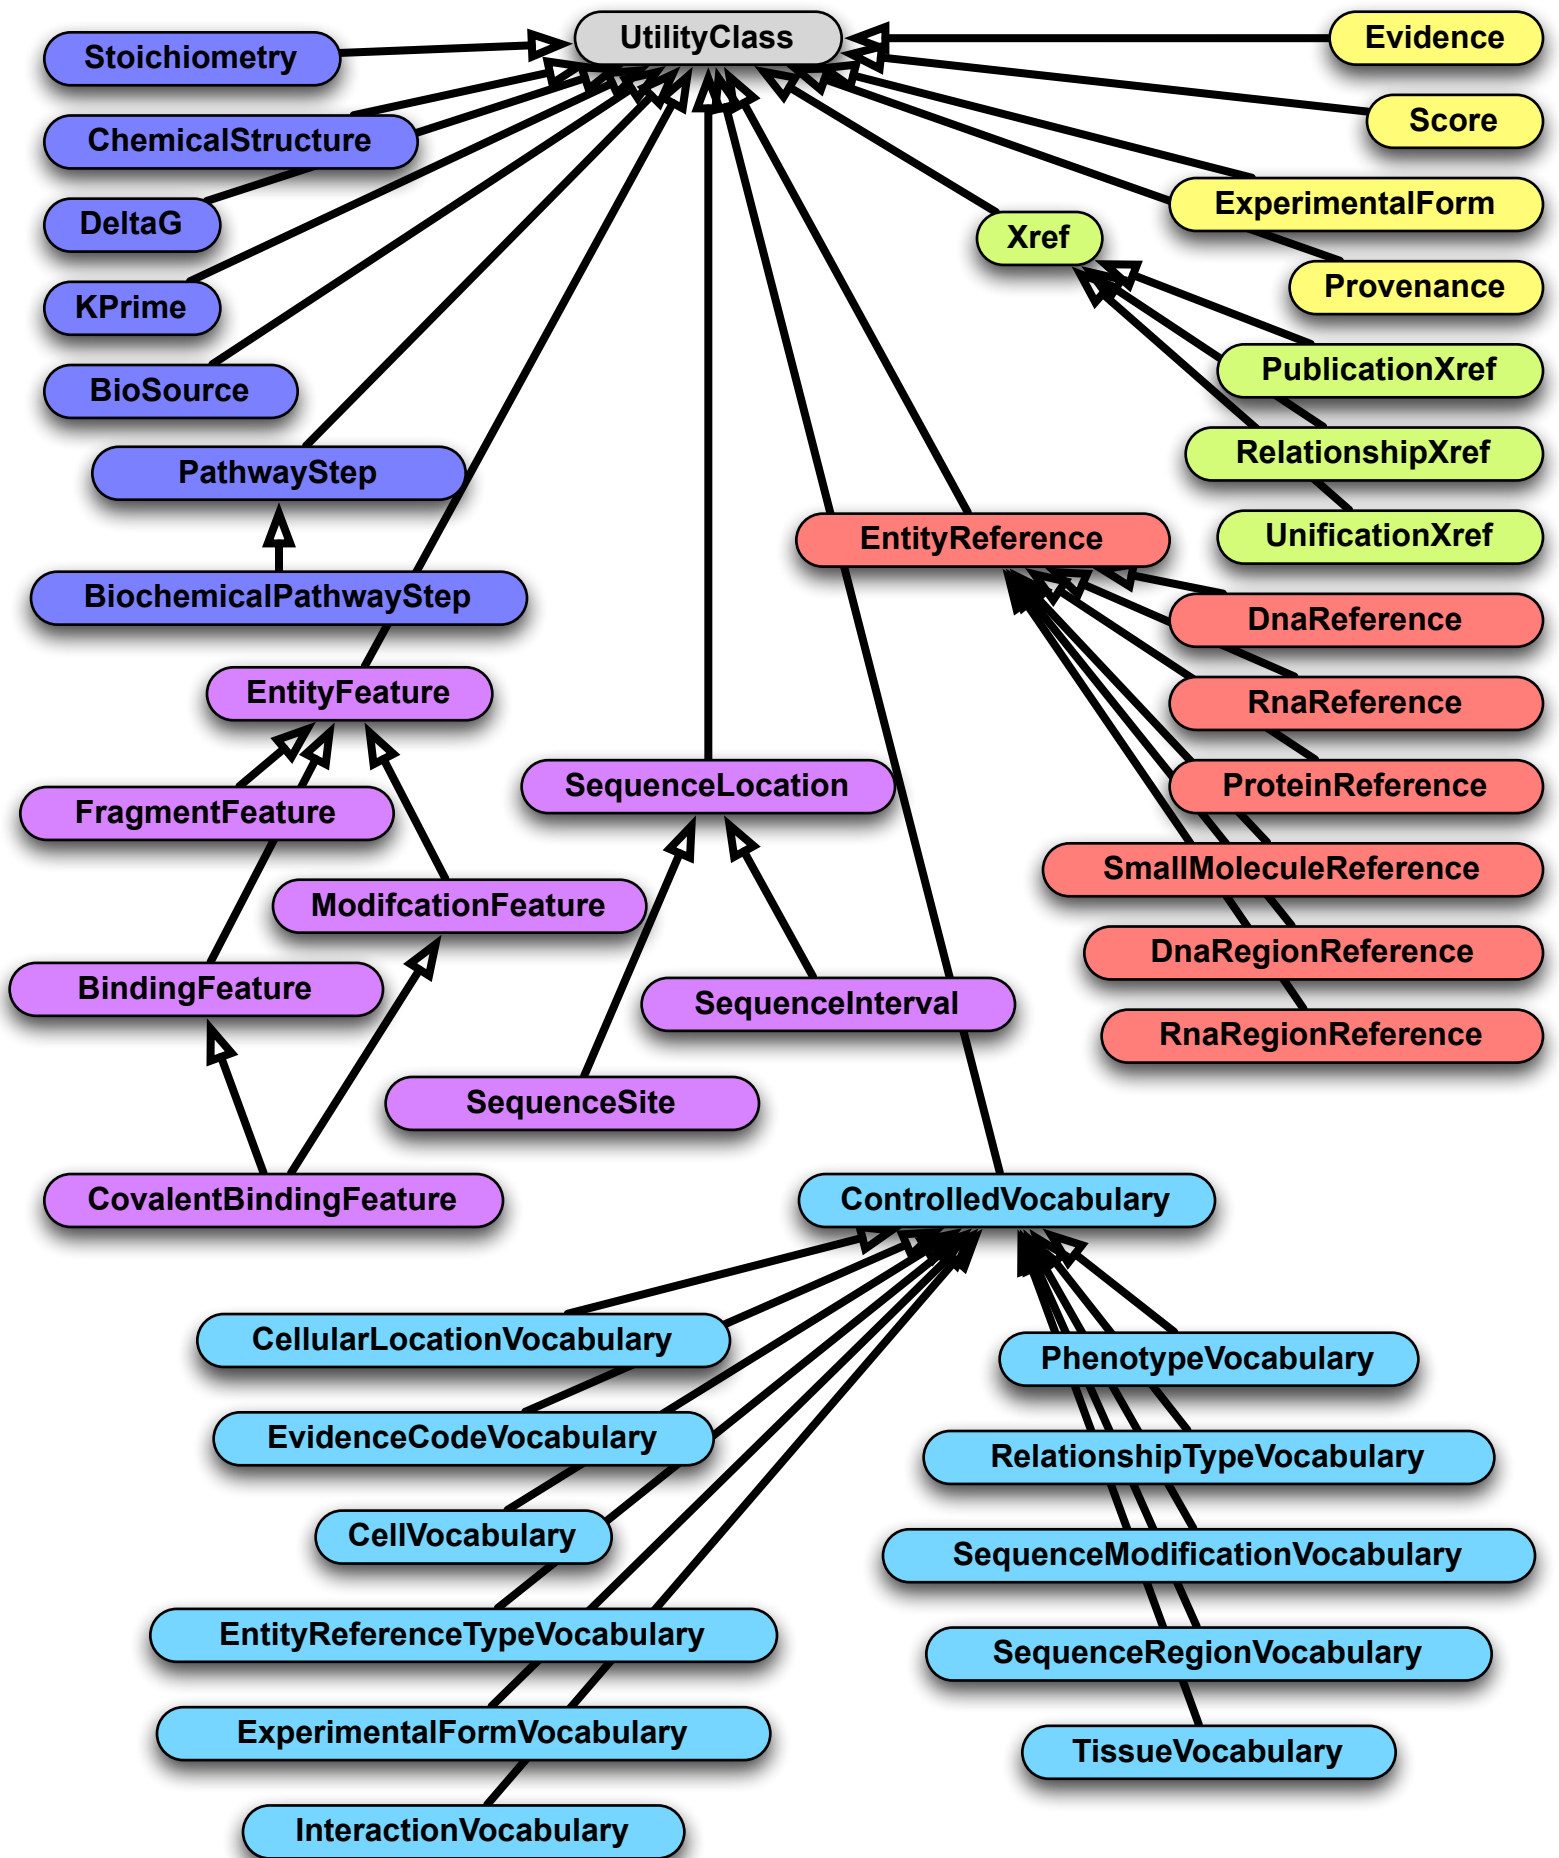 UtilityClass
Stoichiometry
ChemicalStructure
DeltaG
KPrime
BioSource
PathwayStep
BiochemicalPathwayStep
Evidence
Score
ExperimentalForm
Provenance
Xref
PublicationXref
RelationshipXref
UnificationXref
EntityReference
DnaReference
RnaReference
ProteinReference
SmallMoleculeReference
DnaRegionReference
RnaRegionReference
EntityFeature
FragmentFeature
ModifcationFeature
BindingFeature
CovalentBindingFeature
SequenceLocation
SequenceInterval
SequenceSite
ControlledVocabulary
CellularLocationVocabulary
EvidenceCodeVocabulary
CellVocabulary
EntityReferenceTypeVocabulary
ExperimentalFormVocabulary
InteractionVocabulary
PhenotypeVocabulary
RelationshipTypeVocabulary
SequenceModificationVocabulary
SequenceRegionVocabulary
TissueVocabulary